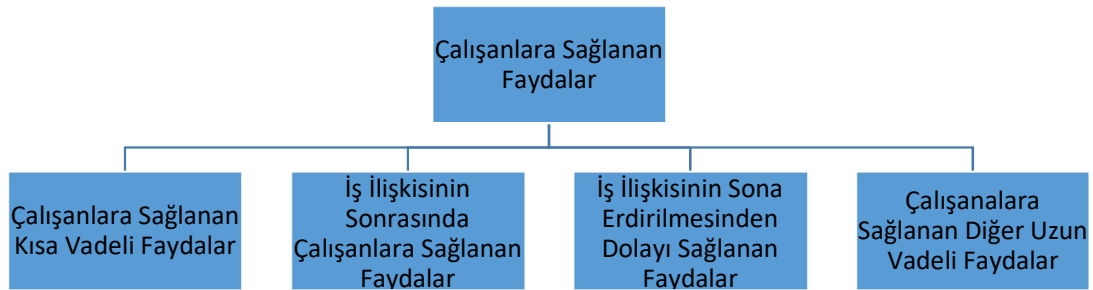 Çalışanlara Sağlanan
Faydalar
Çalışanlara Sağlanan
Kısa Vadeli Faydalar
İş İlişkisinin
Sonrasında
Çalışanlara Sağlanan
Faydalar
İş İlişkisinin Sona
Erdirilmesinden
Dolayı Sağlanan
Faydalar
Çalışanalara
Sağlanan Diğer Uzun
Vadeli Faydalar